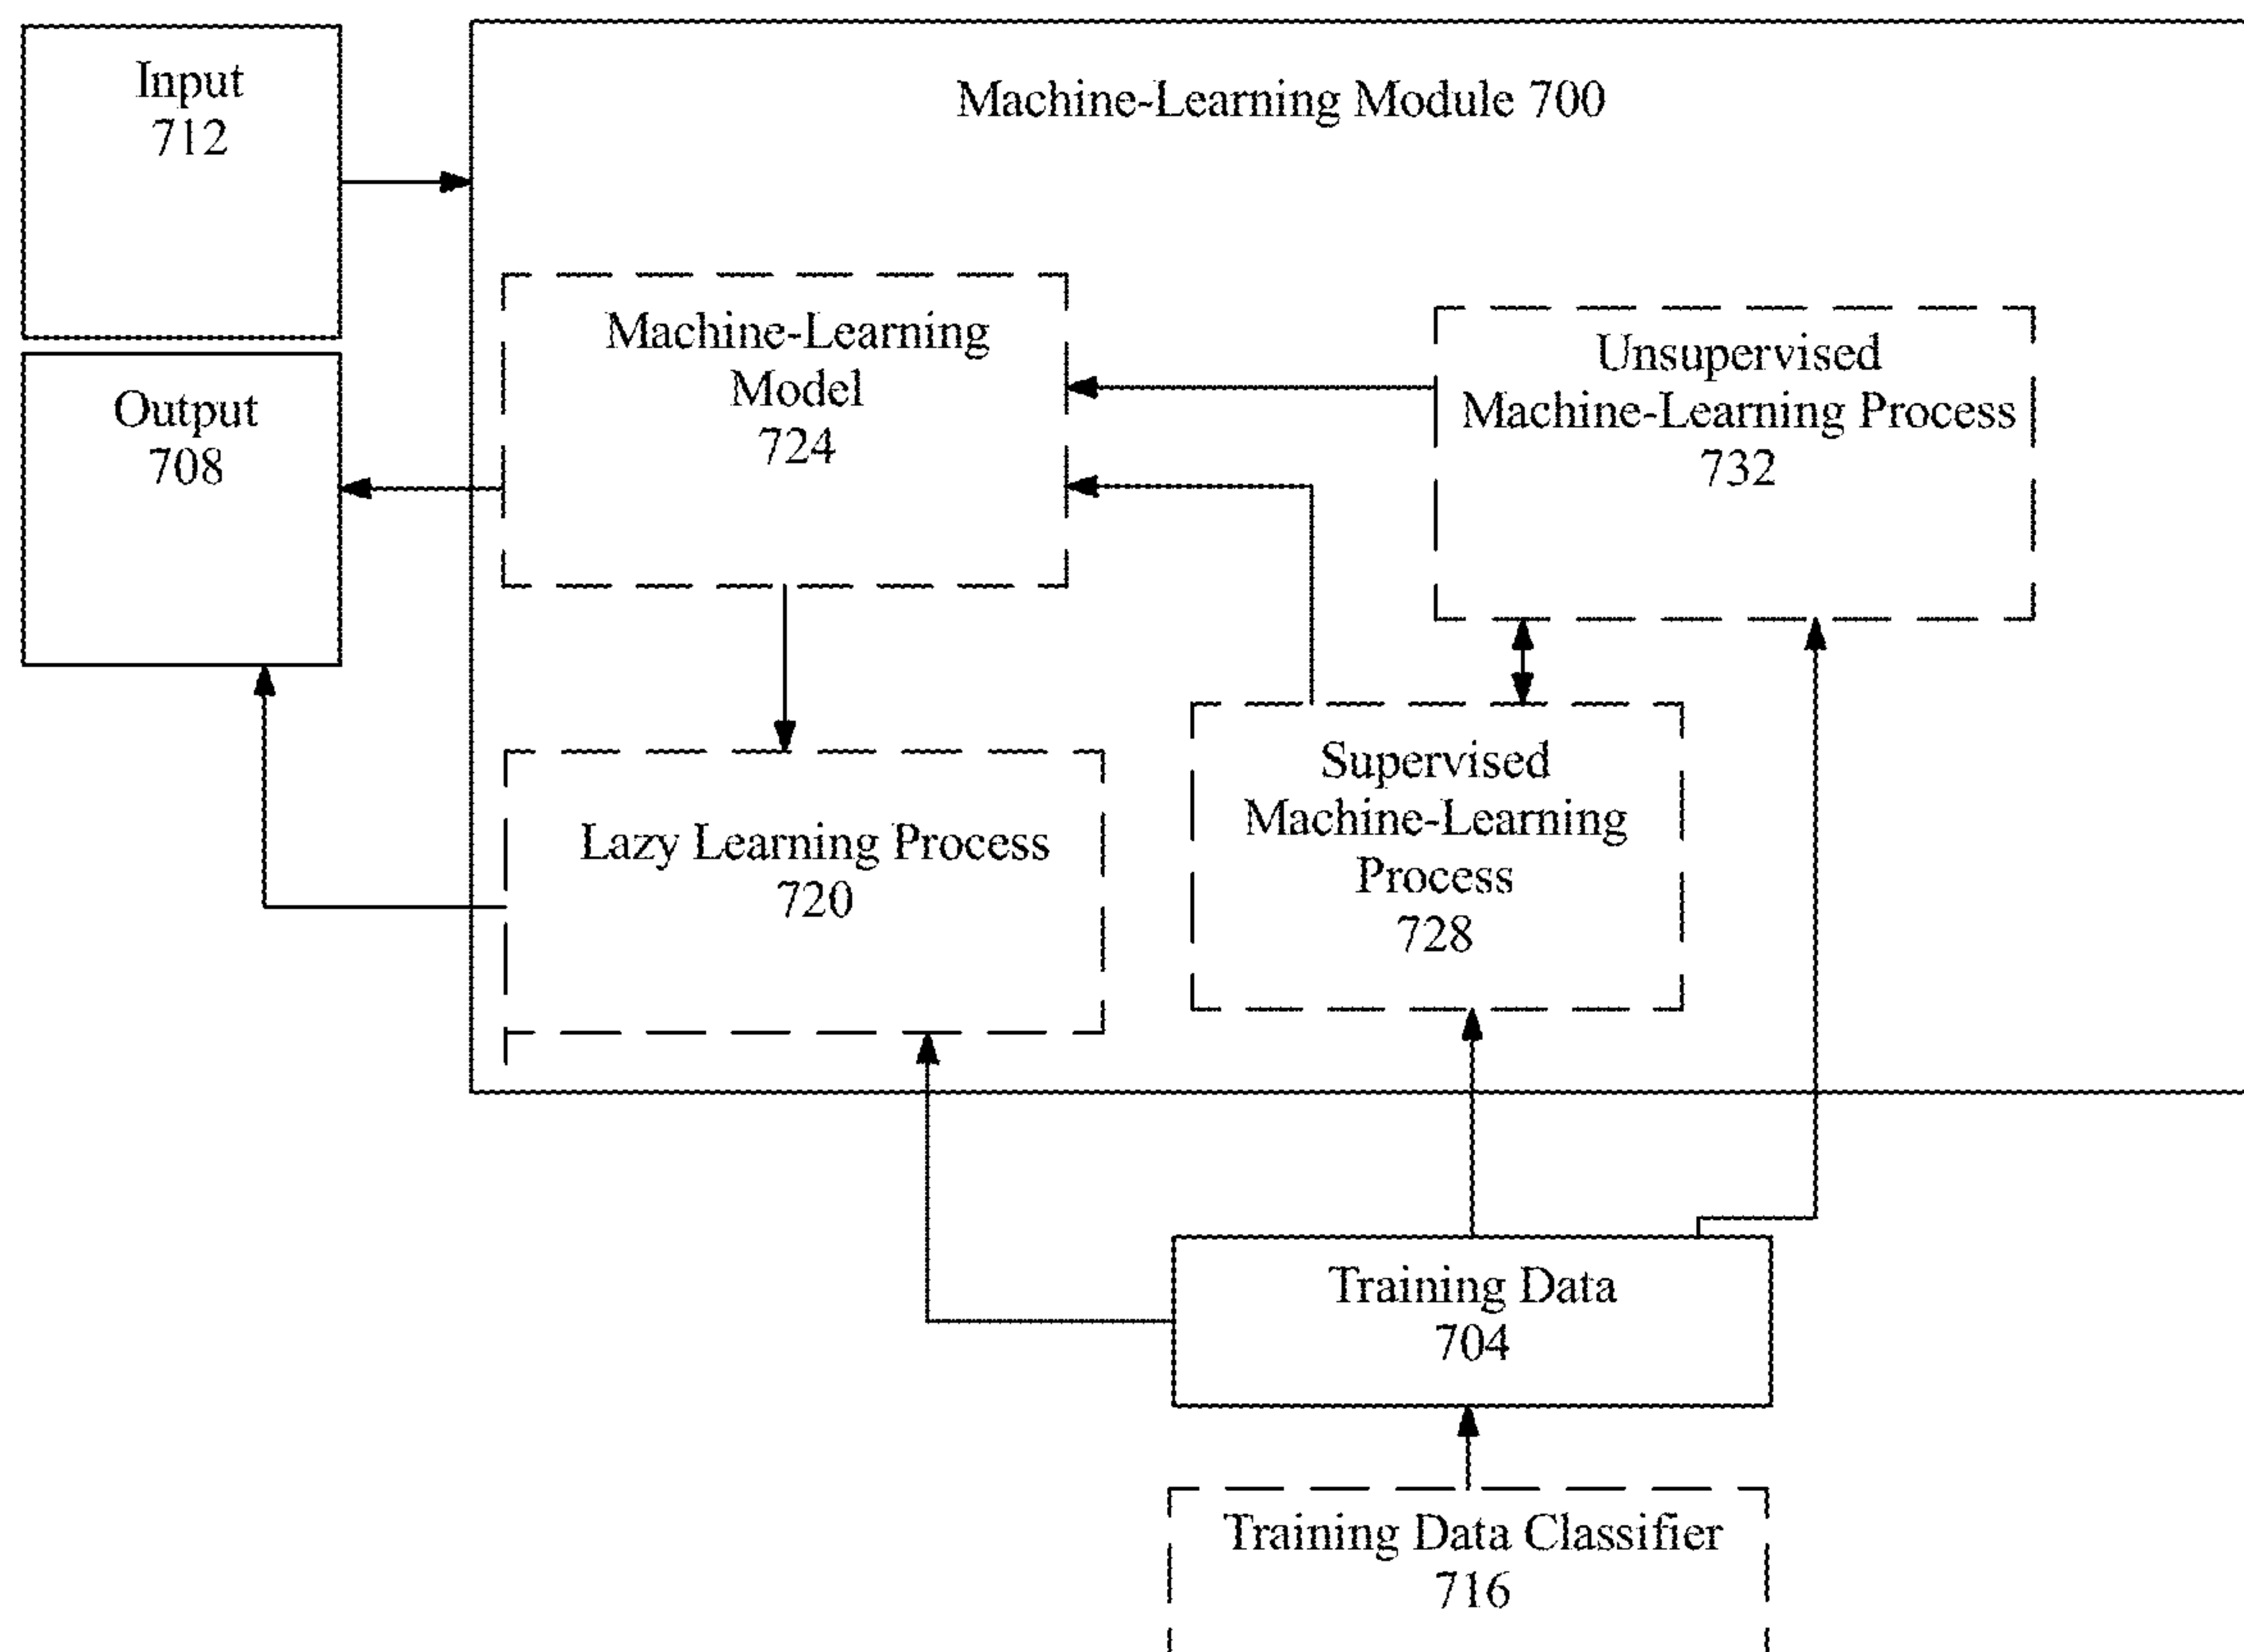 Input
712
Machine-Learning Module 700
Machine-Learning
Model
724
Unsupervised
Machine-Learning Process
732
Output
708
Lazy Learning Process
720
Supervised
Machine-Learning
Process
728
Training Data
704
Training Data Classifier
716